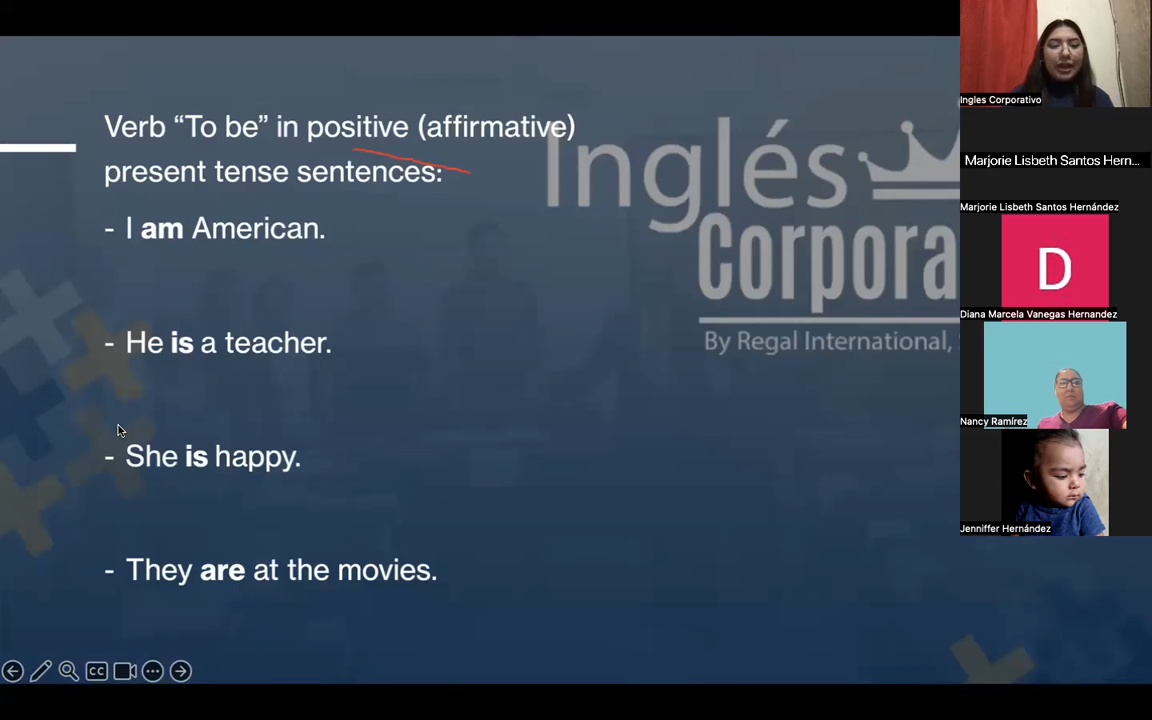 Verb “To be” in positive (affirmative)
present tense sentences:
- I am American.
- He is a teacher.
- She is happy.
- They are at the movies.
Inglés
Corpora
By Regal International, S
CC
Ingles Corporativo
Marjorie Lisbeth Santos Hern...
Marjorie Lisbeth Santos Hernández
D
Diana Marcela Vanegas Hernandez
Nancy Ramírez
Jenniffer Hernández